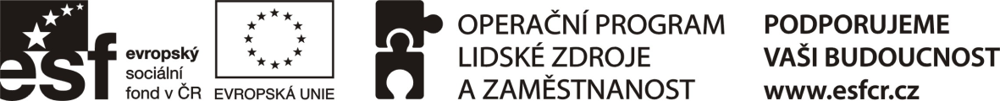 esf
evropský
sociální
fond v ČR
EVROPSKÁ UNIE
OPERAČNÍ PROGRAM
LIDSKÉ ZDROJE
A ZAMĚSTNANOST
PODPORUJEME
VAŠI BUDOUCNOST
www.esfcr.cz